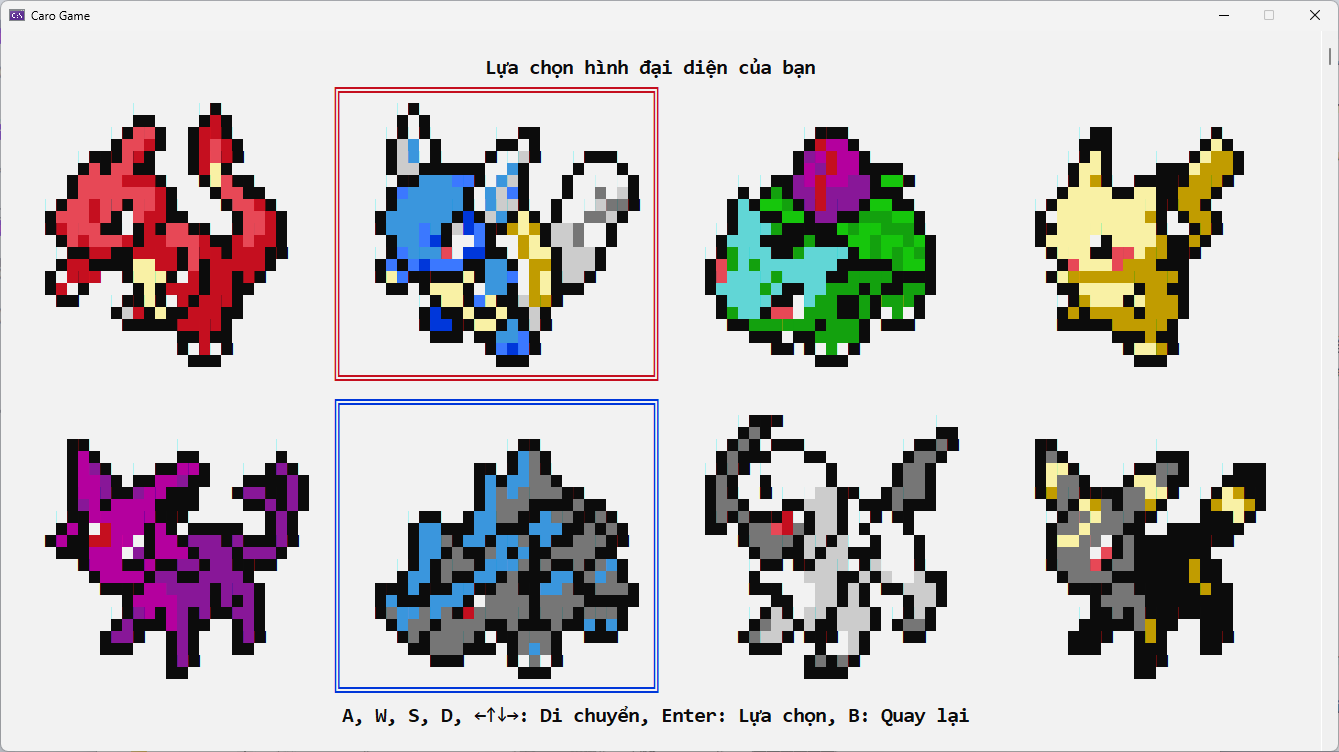 Caro Game
Lựa chọn hình đại diện của bạn
A, W, S, D, ←↑↓→: Di chuyển, Enter: Lựa chọn, B: Quay lại